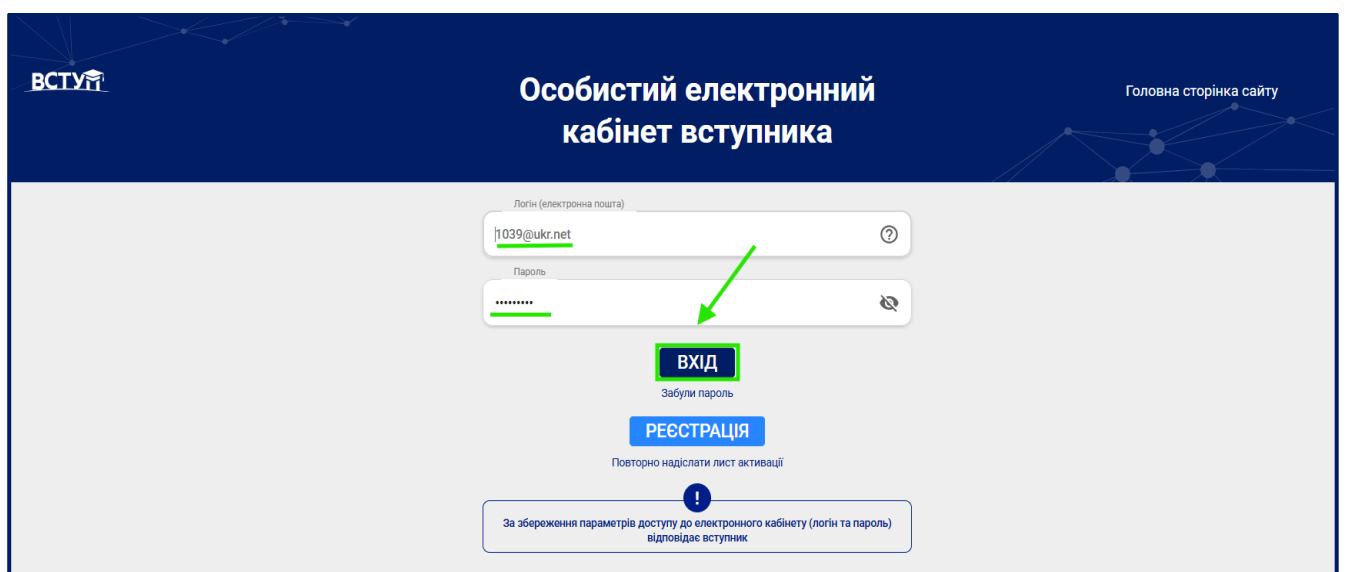 ВСТУП
Особистий електронний
кабінет вступника
Головна сторінка сайту
Логін (електронна пошта)
1039@ukr.net
Пароль
•••••••••
ВХІД
Забули пароль
РЕЄСТРАЦІЯ
Повторно надіслати лист активації
!
За збереження параметрів доступу до електронного кабінету (логін та пароль)
відповідає вступник